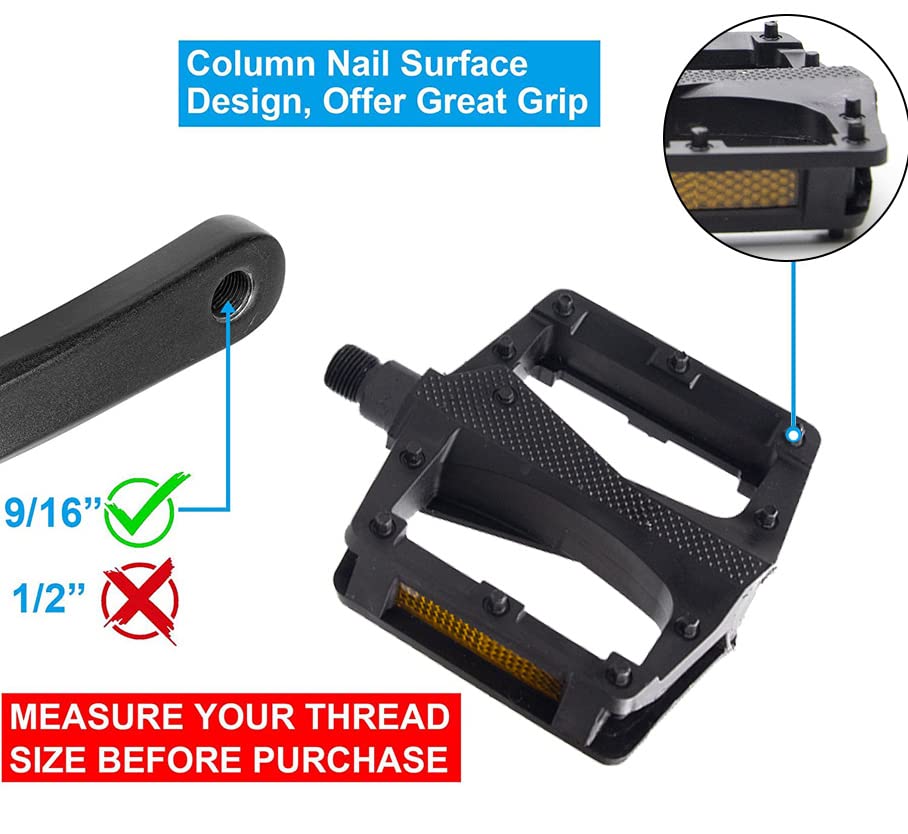 Column Nail Surface
Design, Offer Great Grip
9/16”
1/2”
MEASURE YOUR THREAD
SIZE BEFORE PURCHASE